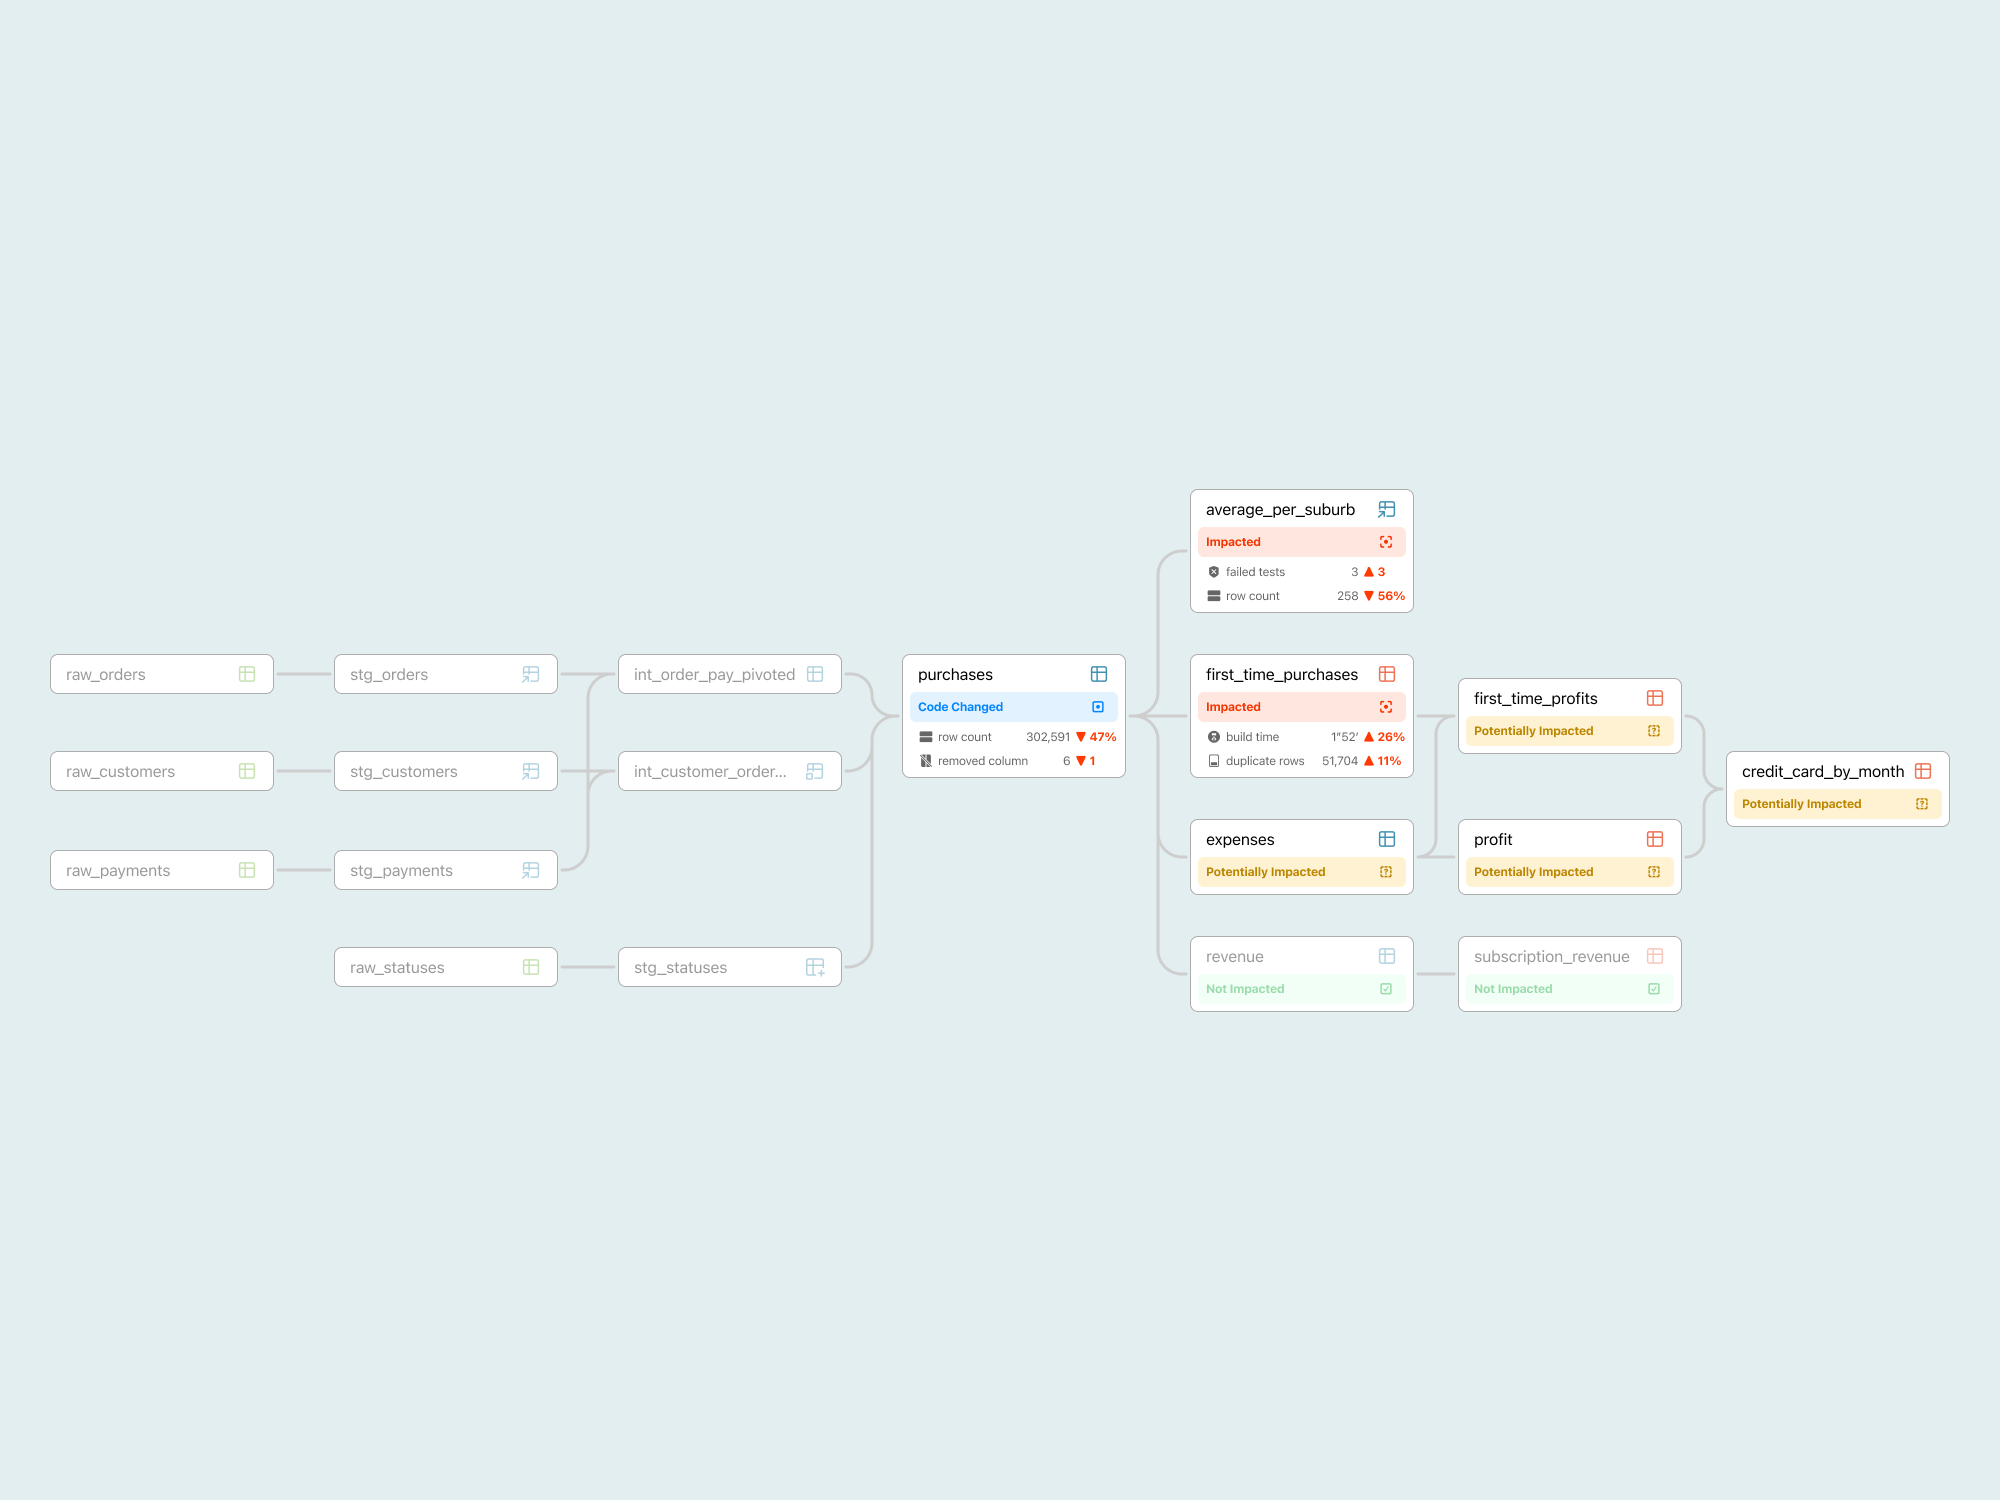 raw_orders
raw_customers
raw_payments
stg_orders
stg_customers
stg_payments
raw_statuses
int_order_pay_pivoted
int_customer_order...
stg_statuses
purchases
Code Changed
row count 302,591 ▼ 47%
removed column 6 ▼ 1
average_per_suburb
Impacted
failed tests 3 ▲ 3
row count 258 ▼ 56%
first_time_purchases
Impacted
build time 1"52' ▲ 26%
duplicate rows 51,704 ▲ 11%
expenses
Potentially Impacted
revenue
Not Impacted
first_time_profits
Potentially Impacted
profit
Potentially Impacted
subscription_revenue
Not Impacted
credit_card_by_month
Potentially Impacted